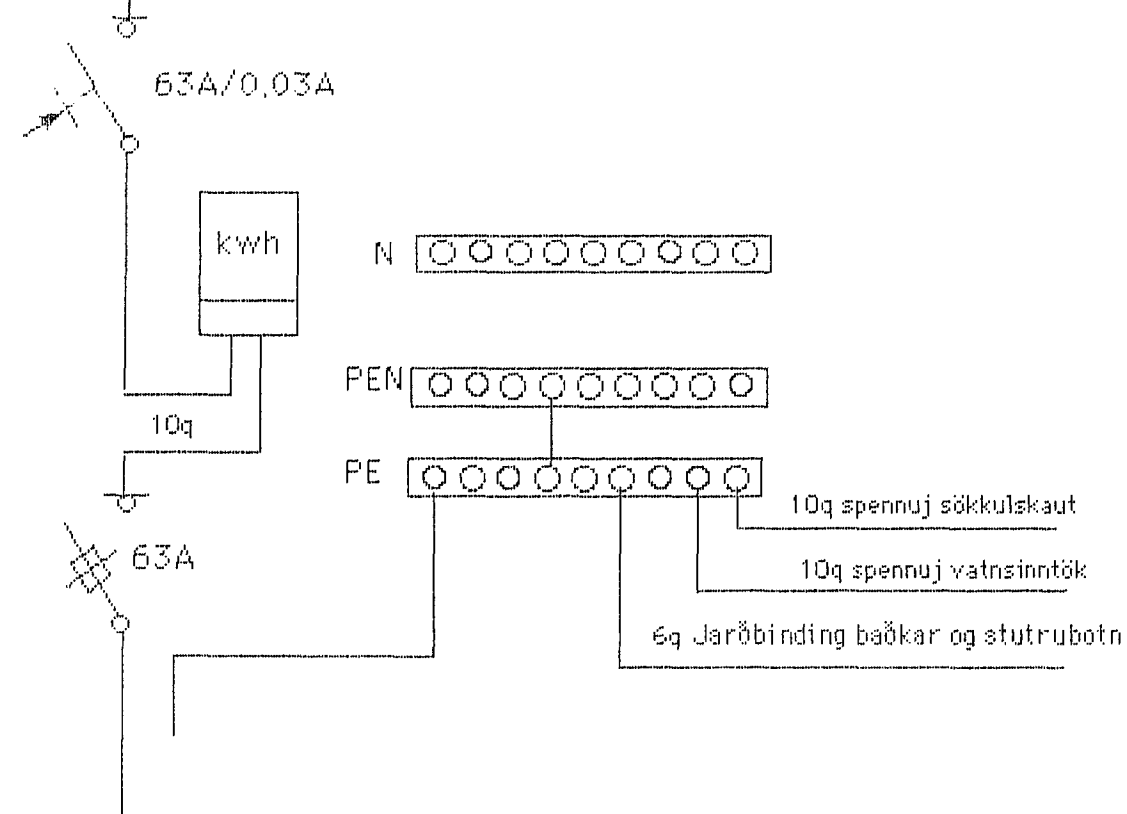 63A/0,03A
kwh
N
PEN
10q
PE
10q spennuj sökkulskaut
63A
10q spennuj vatnsinntök
6q Jarðbinding baðkar og stutrubotn